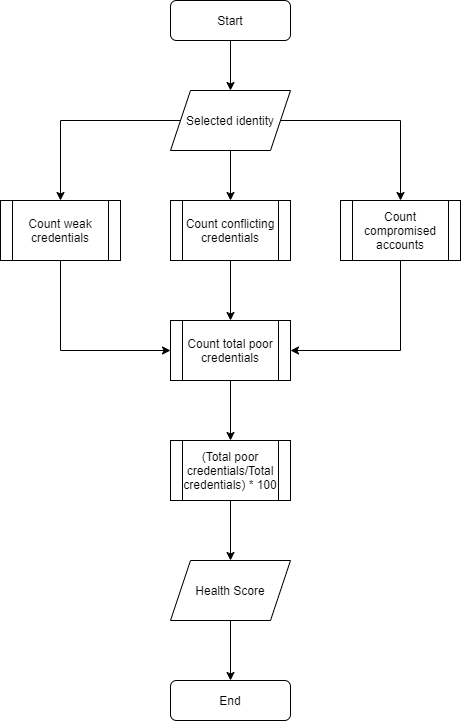 Start
Selected identity
Count weak
credentials
Count conflicting
credentials
Count
compromised
accounts
Count total poor
credentials
(Total poor
credentials/Total
credentials) * 100
Health Score
End